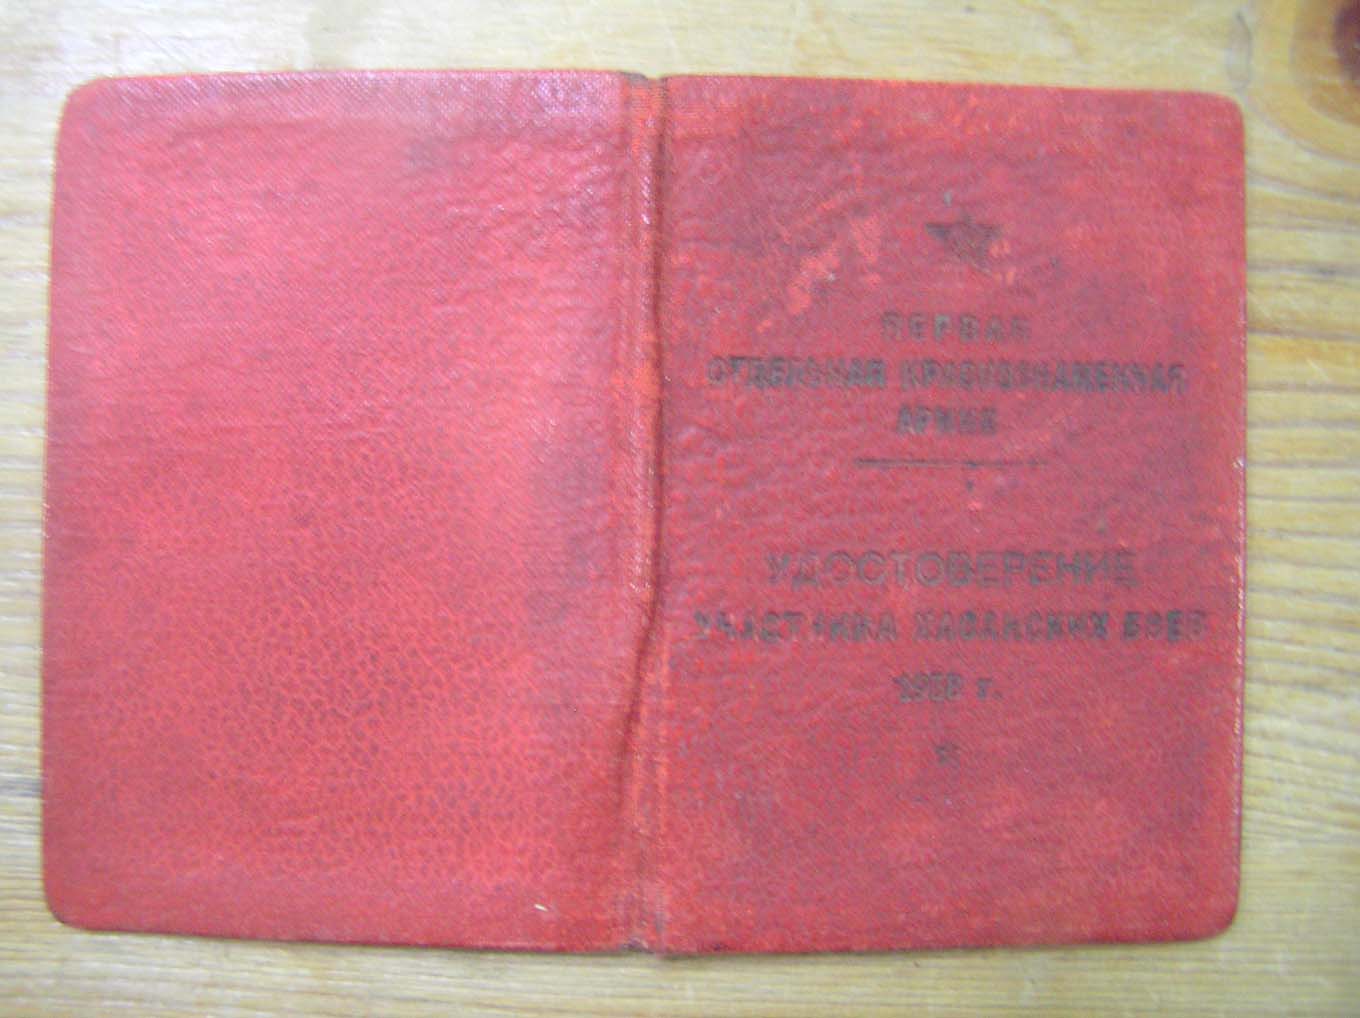 ПЕРВАЯ
ОТДЕЛЬНАЯ КРАСНОЗНАМЕННАЯ
АРМИЯ
УДОСТОВЕРЕНИЕ
УЧАСТНИКА ХАСАНСКИХ БОЕВ
1938 г.